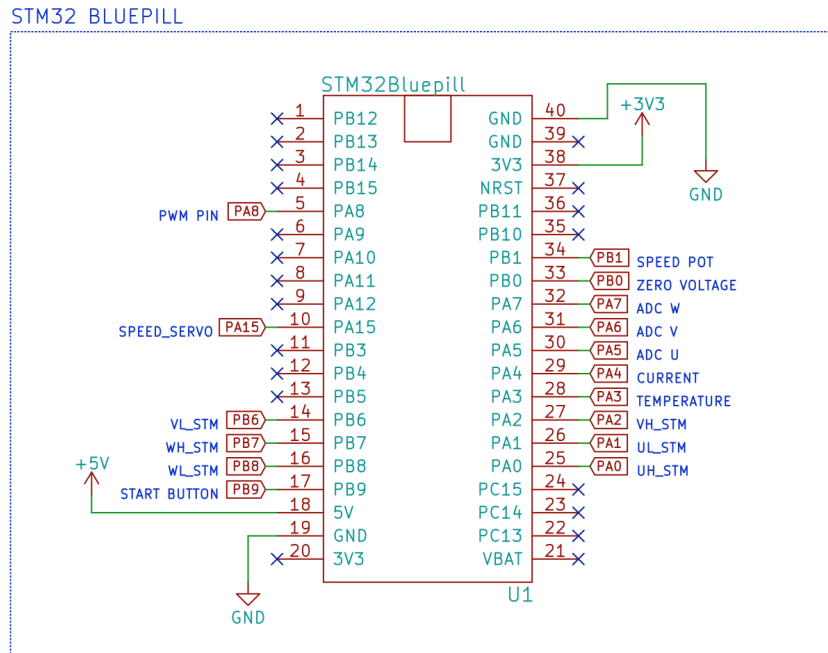 STM32 BLUEPILL
STM32Bluepill
+3V3
1 PB12 GND 40
2 PB13 GND 39
3 PB14 3V3 38
4 PB15 NRST 37
GND
PWM PIN PA8 5 PA8 PB11 36
6 PA9 PB10 35
7 PA10 PB1 34 PB1 SPEED POT
8 PA11 PB0 33 PB0 ZERO VOLTAGE
9 PA12 PA7 32 PA7 ADC W
SPEED_SERVO PA15 10 PA15 PA6 31 PA6 ADC V
11 PB3 PA5 30 PA5 ADC U
12 PB4 PA4 29 PA4 CURRENT
13 PB5 PA3 28 PA3 TEMPERATURE
VL_STM PB6 14 PB6 PA2 27 PA2 VH_STM
WH_STM PB7 15 PB7 PA1 26 PA1 UL_STM
+5V
WL_STM PB8 16 PB8 PA0 25 PA0 UH_STM
START BUTTON PB9 17 PB9 PC15 24
18 5V PC14 23
19 GND PC13 22
20 3V3 VBAT 21
U1
GND